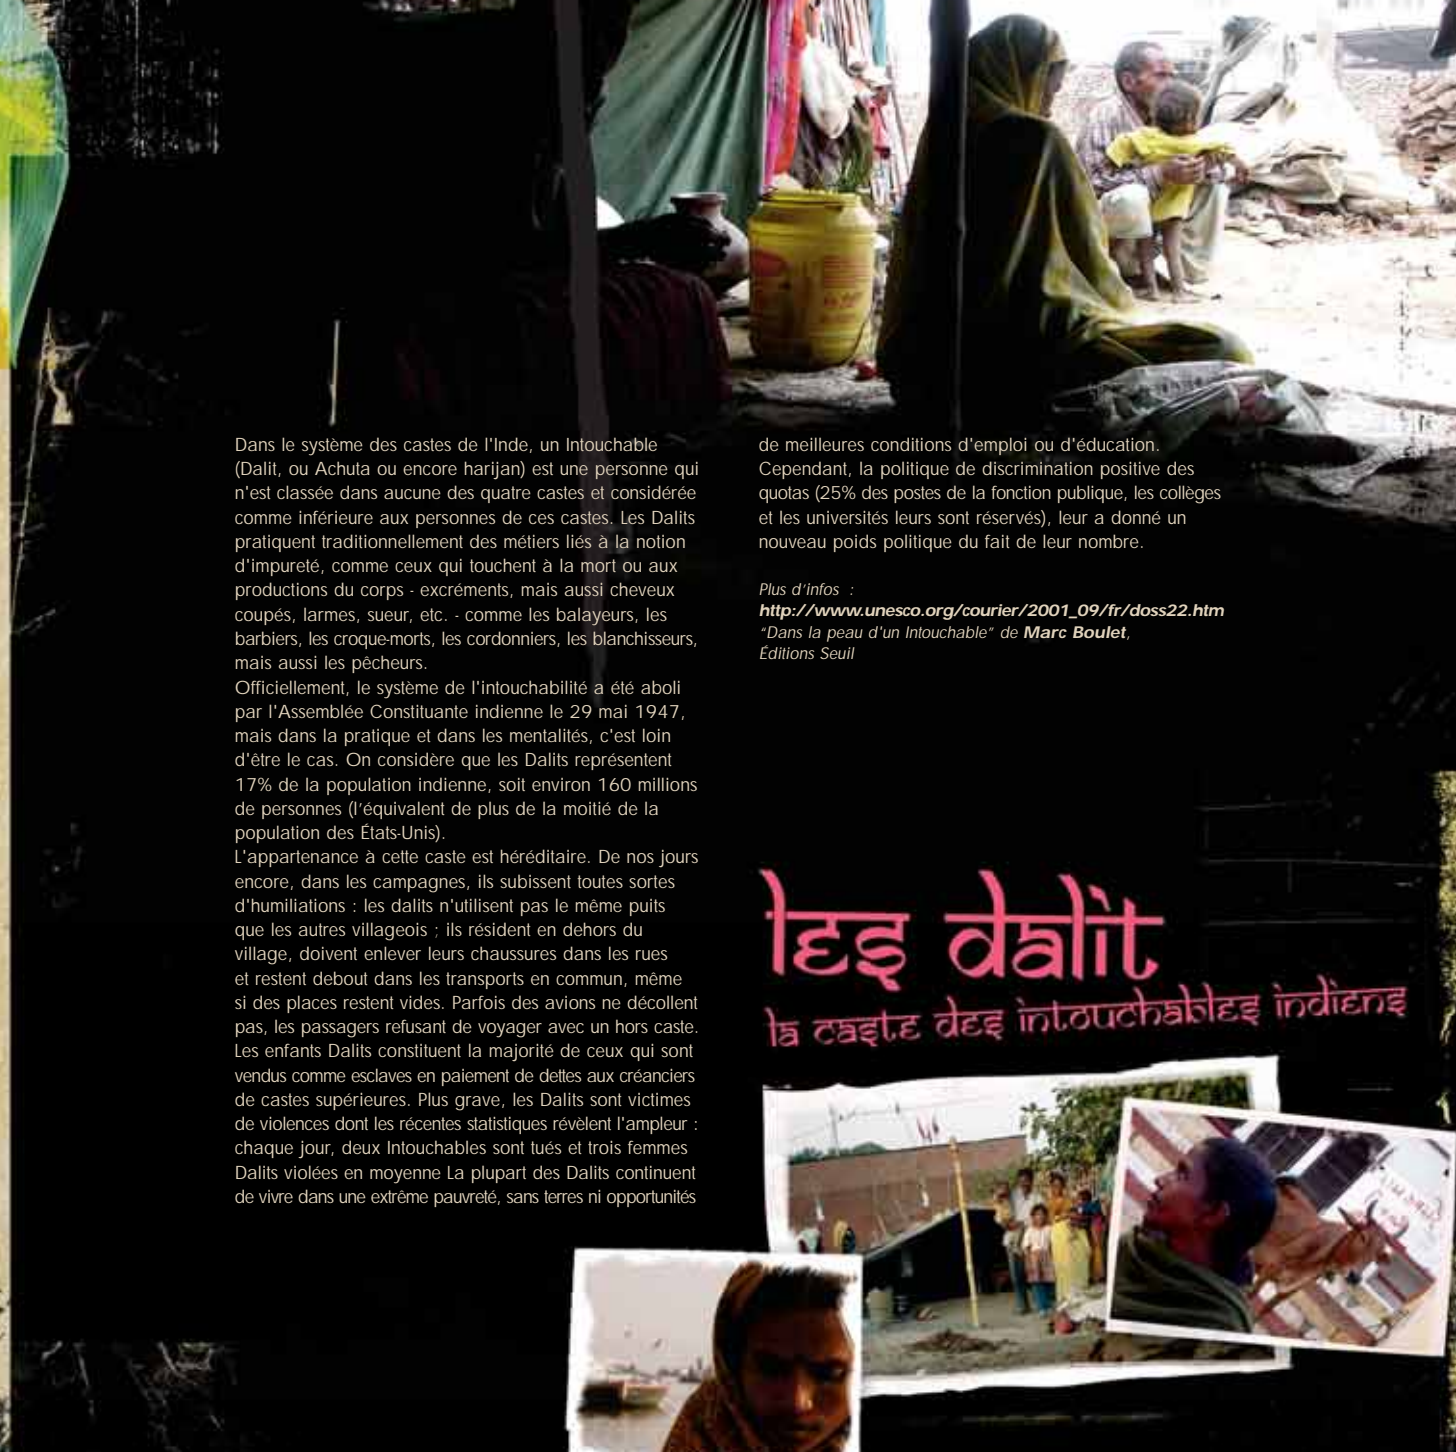 Dans le système des castes de l'Inde, un Intouchable
(Dalit, ou Achuta ou encore harijan) est une personne qui
n'est classée dans aucune des quatre castes et considérée
comme inférieure aux personnes de ces castes. Les Dalits
pratiquent traditionnellement des métiers liés à la notion
d'impureté, comme ceux qui touchent à la mort ou aux
productions du corps - excréments, mais aussi cheveux
coupés, larmes, sueur, etc. - comme les balayeurs, les
barbiers, les croque-morts, les cordonniers, les blanchisseurs,
mais aussi les pêcheurs.
Officiellement, le système de l'intouchabilité a été aboli
par l'Assemblée Constituante indienne le 29 mai 1947,
mais dans la pratique et dans les mentalités, c'est loin
d'être le cas. On considère que les Dalits représentent
17% de la population indienne, soit environ 160 millions
de personnes (l'équivalent de plus de la moitié de la
population des États-Unis).
L'appartenance à cette caste est héréditaire. De nos jours
encore, dans les campagnes, ils subissent toutes sortes
d'humiliations : les dalits n'utilisent pas le même puits
que les autres villageois ; ils résident en dehors du
village, doivent enlever leurs chaussures dans les rues
et restent debout dans les transports en commun, même
si des places restent vides. Parfois des avions ne décollent
pas, les passagers refusant de voyager avec un hors caste.
Les enfants Dalits constituent la majorité de ceux qui sont
vendus comme esclaves en paiement de dettes aux créanciers
de castes supérieures. Plus grave, les Dalits sont victimes
de violences dont les récentes statistiques révèlent l'ampleur :
chaque jour, deux Intouchables sont tués et trois femmes
Dalits violées en moyenne La plupart des Dalits continuent
de vivre dans une extrême pauvreté, sans terres ni opportunités
de meilleures conditions d'emploi ou d'éducation.
Cependant, la politique de discrimination positive des
quotas (25% des postes de la fonction publique, les collèges
et les universités leurs sont réservés), leur a donné un
nouveau poids politique du fait de leur nombre.
Plus d'infos :
http://www.unesco.org/courier/2001_09/fr/doss22.htm
"Dans la peau d'un Intouchable" de Marc Boulet,
Éditions Seuil
les dalit
la caste des intouchables indiens